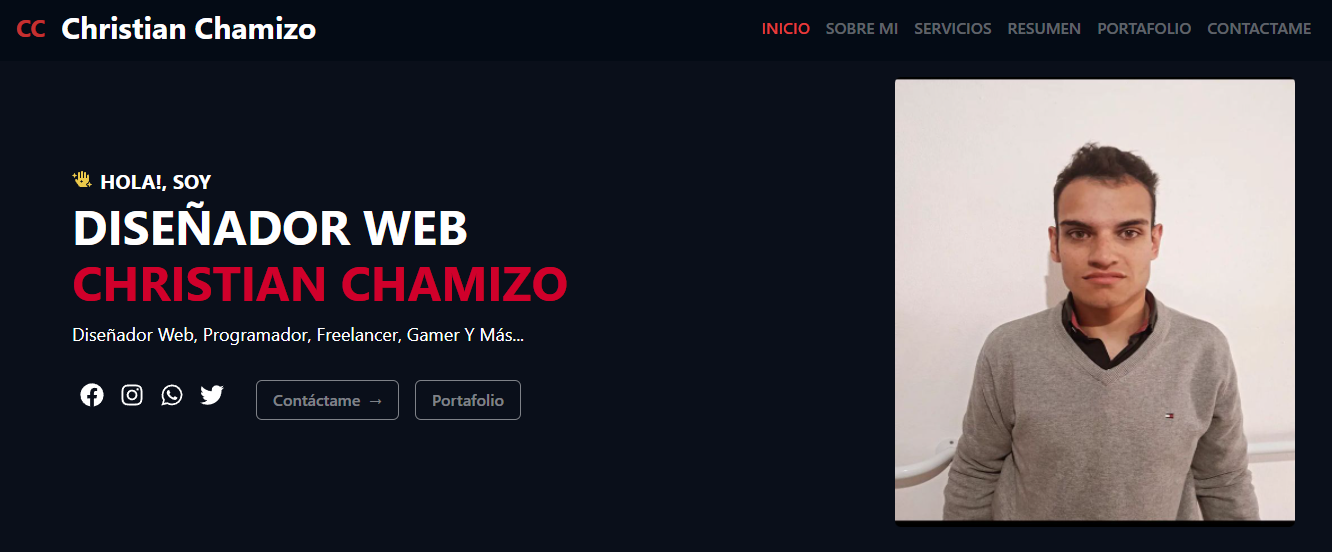 CC Christian Chamizo
INICIO SOBRE MI SERVICIOS RESUMEN PORTAFOLIO CONTACTAME
HOLA!, SOY
DISEÑADOR WEB
CHRISTIAN CHAMIZO
Diseñador Web, Programador, Freelancer, Gamer Y Más...
Contáctame →
Portafolio